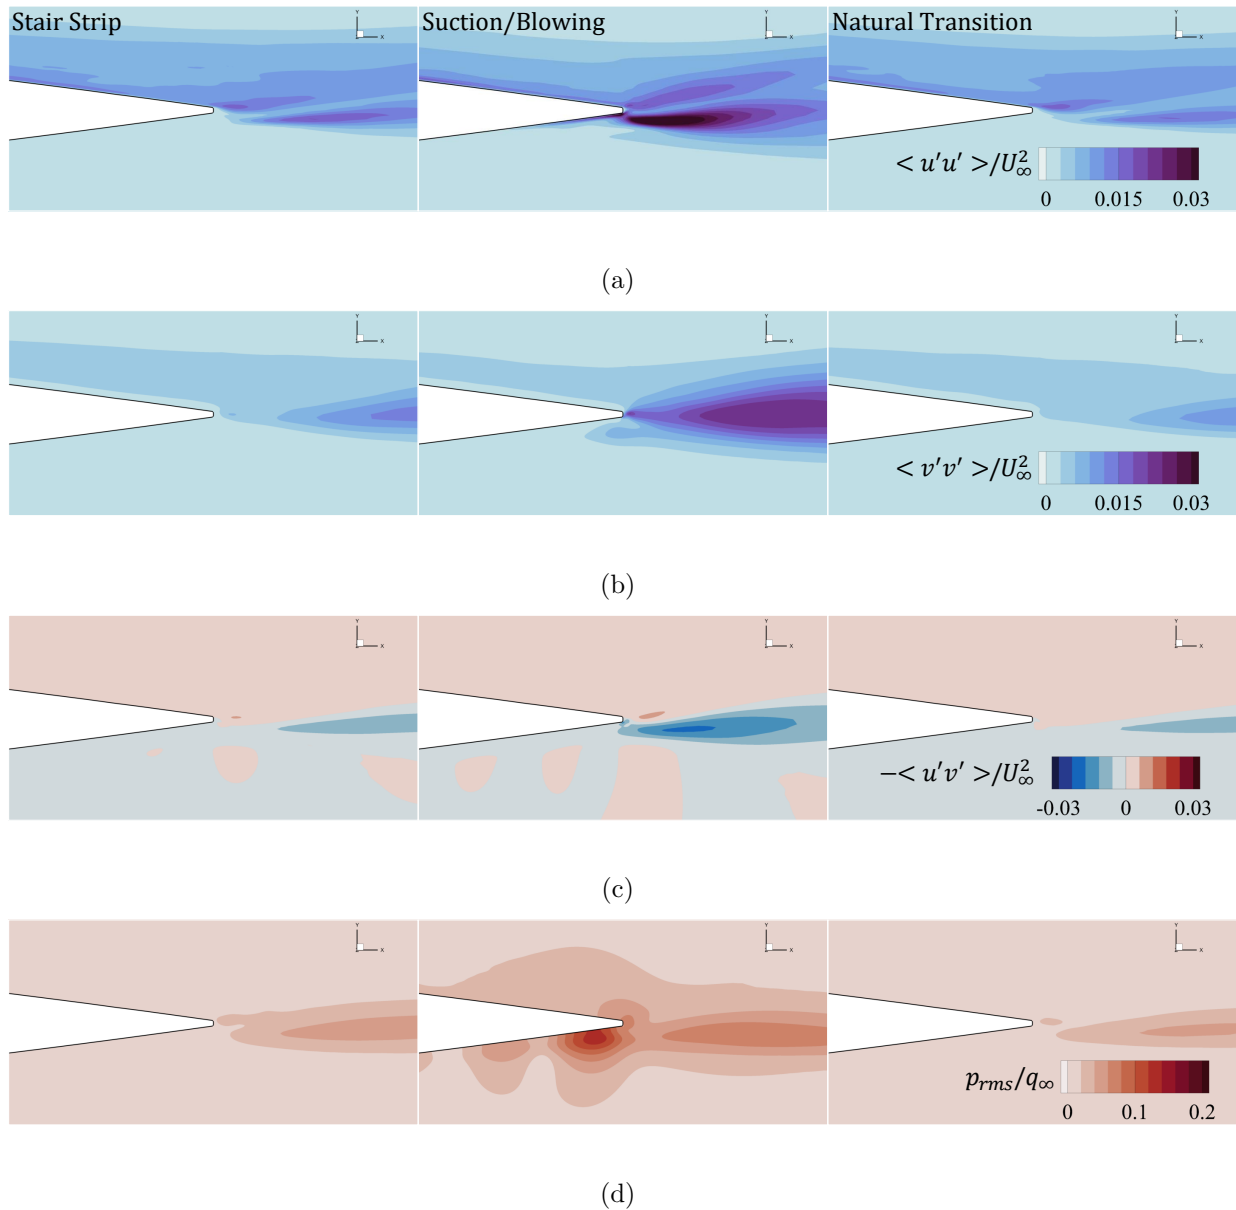 Stair Strip Suction/Blowing Natural Transition
Y X Y X Y X
< u'u' >/U∞²
0 0.015 0.03
(a)
Y X Y X Y X
< v'v' >/U∞²
0 0.015 0.03
(b)
Y X Y X Y X
−< u'v' >/U∞²
-0.03 0 0.03
(c)
Y X Y X Y X
p_rms/q∞
0 0.1 0.2
(d)